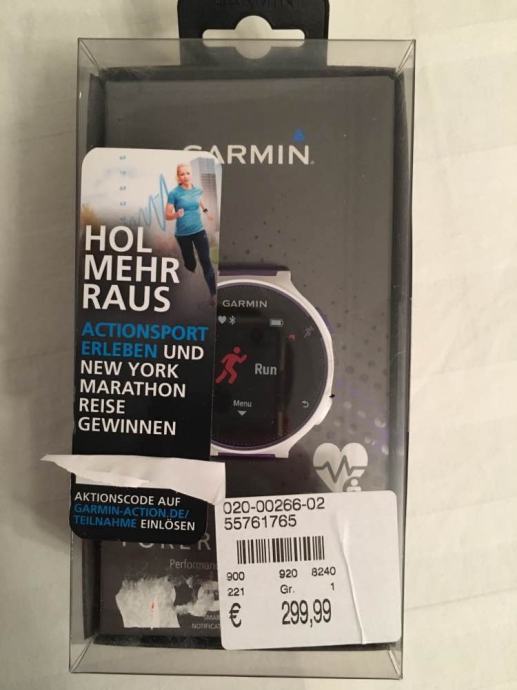 GARMIN
HOL
MEHR
RAUS
ACTIONSPORT
ERLEBEN UND
NEW YORK
MARATHON
REISE
GEWINNEN
AKTIONSCODE AUF
GARMIN-ACTION.DE/
TEILNAHME EINLÖSEN
GARMIN
Run
Menu
020-00266-02
55761765
900 920 8240
221 Gr. 1
€ 299,99